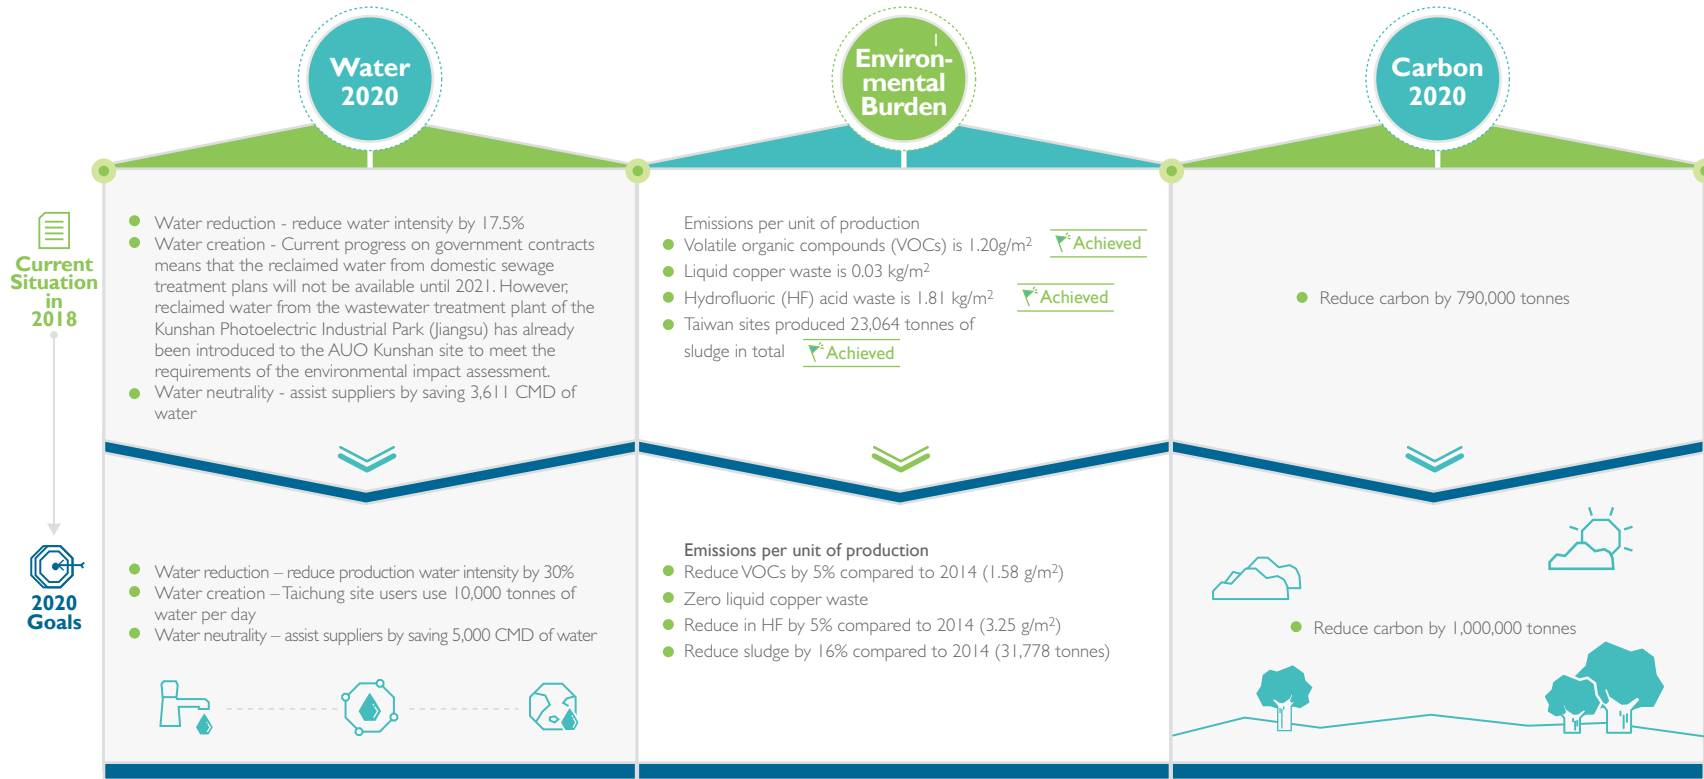 Water
2020
Environ-
mental
Burden
Carbon
2020
Current
Situation
in
2018
Water reduction - reduce water intensity by 17.5%
Water creation - Current progress on government contracts
means that the reclaimed water from domestic sewage
treatment plans will not be available until 2021. However,
reclaimed water from the wastewater treatment plant of the
Kunshan Photoelectric Industrial Park (Jiangsu) has already
been introduced to the AUO Kunshan site to meet the
requirements of the environmental impact assessment.
Water neutrality - assist suppliers by saving 3,611 CMD of
water
Emissions per unit of production
Volatile organic compounds (VOCs) is 1.20g/m² Achieved
Liquid copper waste is 0.03 kg/m²
Hydrofluoric (HF) acid waste is 1.81 kg/m² Achieved
Taiwan sites produced 23,064 tonnes of
sludge in total Achieved
Reduce carbon by 790,000 tonnes
2020
Goals
Water reduction – reduce production water intensity by 30%
Water creation – Taichung site users use 10,000 tonnes of
water per day
Water neutrality – assist suppliers by saving 5,000 CMD of water
Emissions per unit of production
Reduce VOCs by 5% compared to 2014 (1.58 g/m²)
Zero liquid copper waste
Reduce in HF by 5% compared to 2014 (3.25 g/m²)
Reduce sludge by 16% compared to 2014 (31,778 tonnes)
Reduce carbon by 1,000,000 tonnes